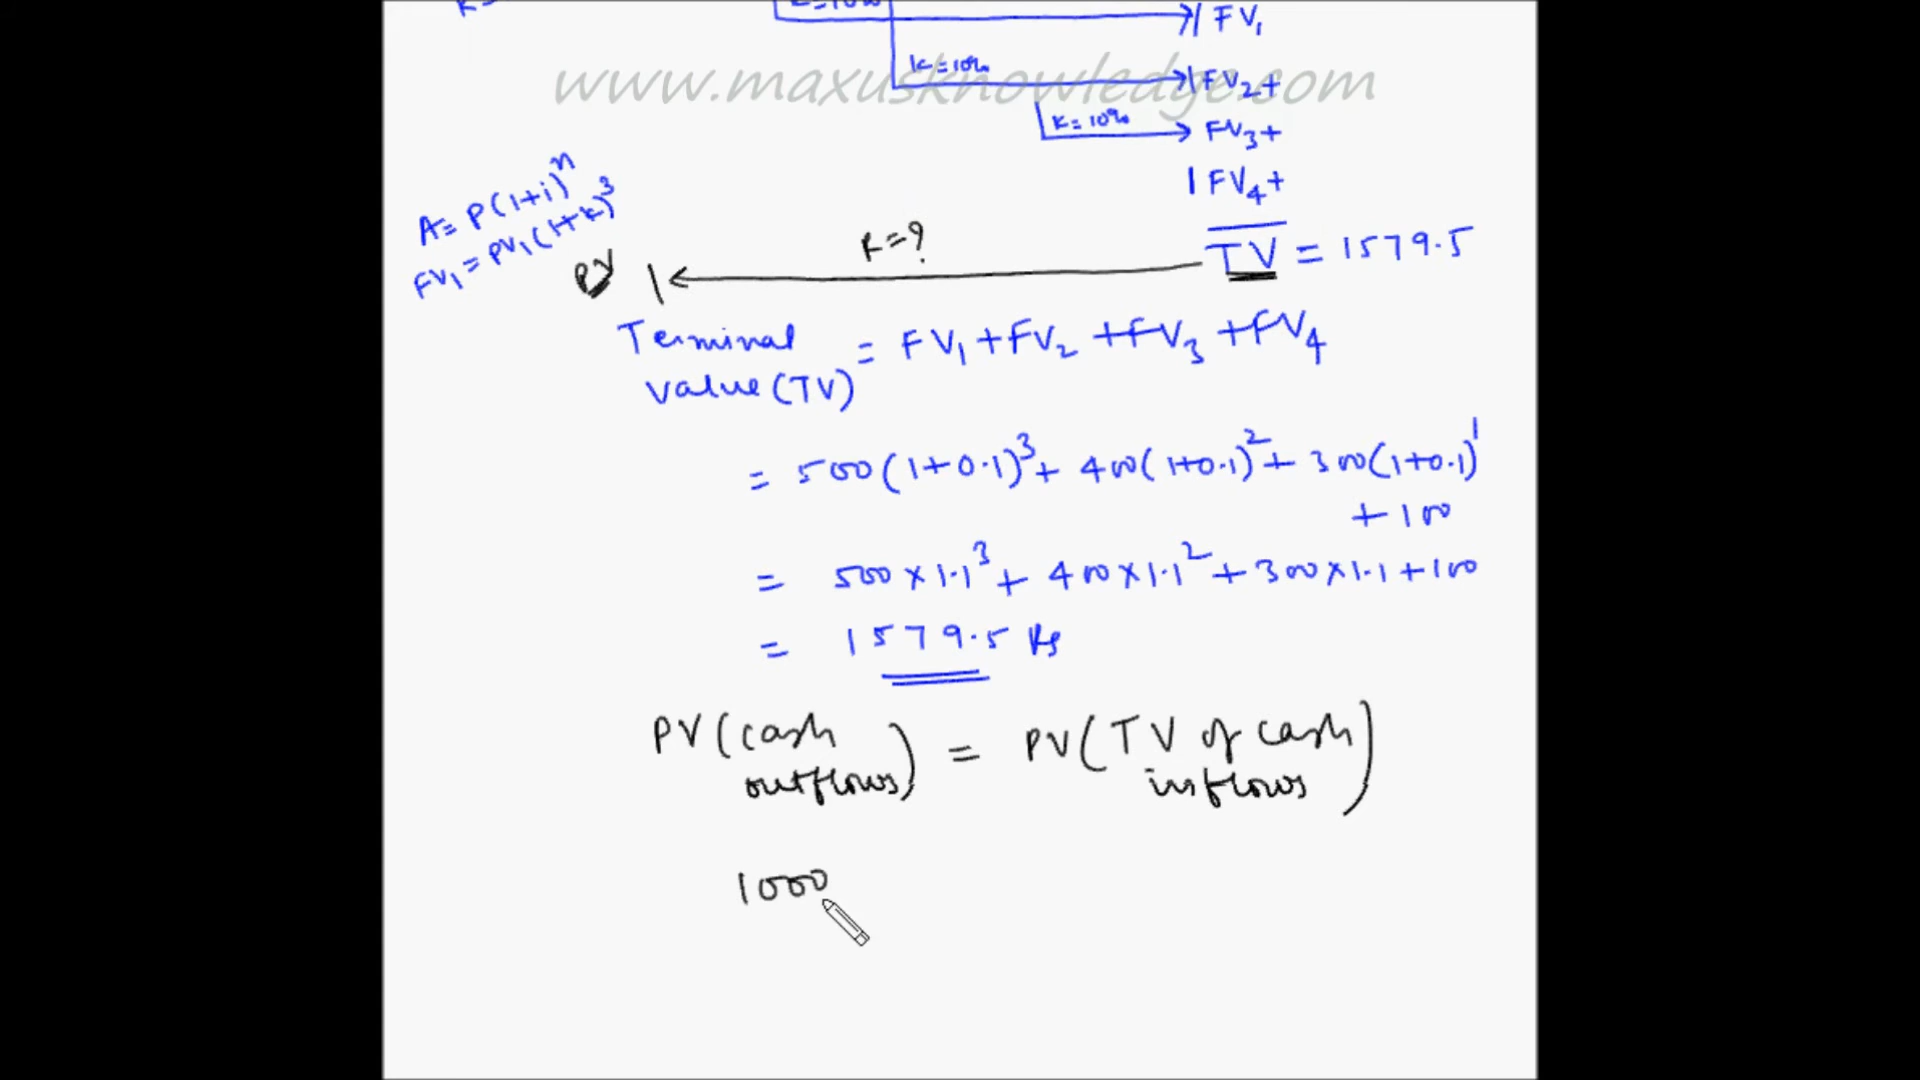 FV1
www.maxusknowledge.com
K=10%
FV2+
K=10%
FV3+
FV4+
A= P(1+i)^n
FV1 = PV1(1+k)^3
PV
K=?
TV = 1579.5
Terminal value(TV) = FV1+FV2+FV3+FV4
= 500(1+0.1)^3+ 400(1+0.1)^2+ 300(1+0.1)^1
+ 100
= 500×1.1^3+ 400×1.1^2+300×1.1+100
= 1579.5 Rs
PV(cash outflows) = PV(TV of cash inflows)
1000